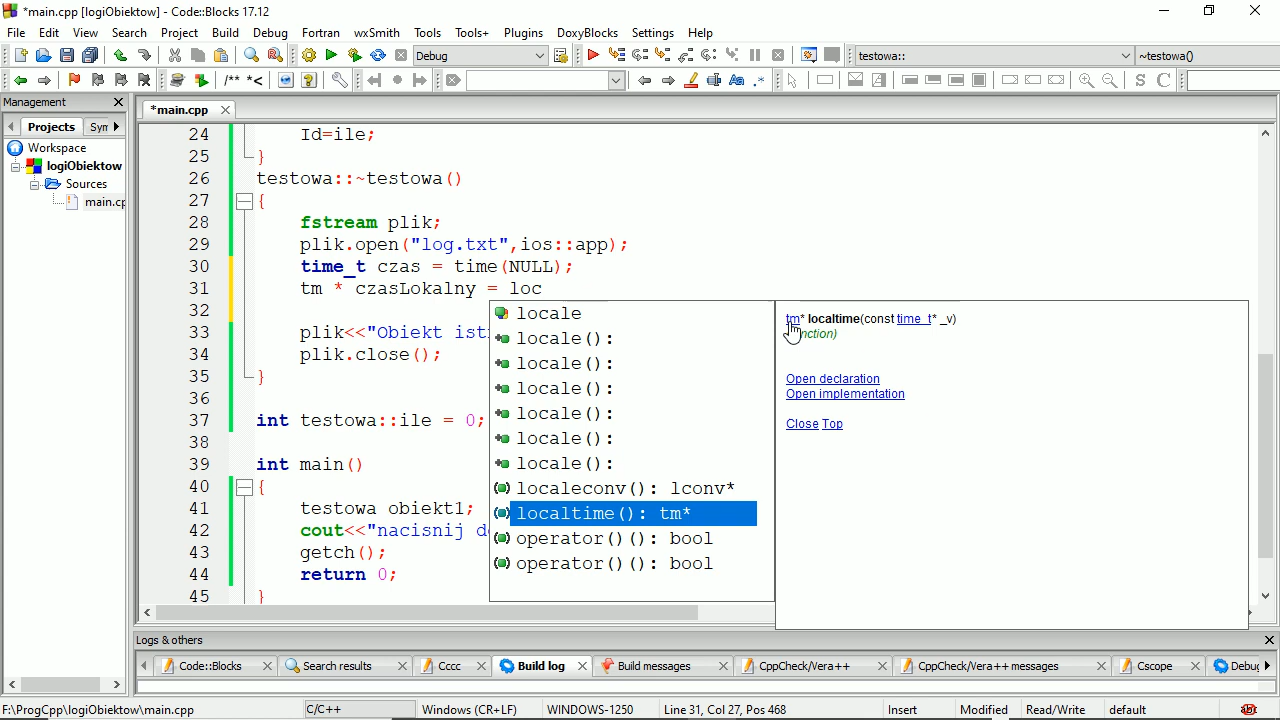 *main.cpp [logiObiektow] - Code::Blocks 17.12
File Edit View Search Project Build Debug Fortran wxSmith Tools Tools+ Plugins DoxyBlocks Settings Help
Debug testowa:: ~testowa()
/** *<
Management
*main.cpp
Projects Sym
Workspace
logiObiektow
Sources
main.cp
24 Id=ile;
25 }
26 testowa::~testowa()
27 {
28 fstream plik;
29 plik.open("log.txt",ios::app);
30 time_t czas = time(NULL);
31 tm * czasLokalny = loc
32
33 plik<<"Obiekt ist
34 plik.close();
35 }
36
37 int testowa::ile = 0;
38
39 int main()
40 {
41 testowa obiekt1;
42 cout<<"nacisnij d
43 getch();
44 return 0;
45 }
locale
locale():
locale():
locale():
locale():
locale():
locale():
localeconv(): lconv*
localtime(): tm*
operator()(): bool
operator()(): bool
tm* localtime(const time_t* _v)
nction)
Open declaration
Open implementation
Close Top
Logs & others
Code::Blocks Search results Cccc Build log Build messages CppCheck/Vera++ CppCheck/Vera++ messages Cscope Debug
F:\ProgCpp\logiObiektow\main.cpp C/C++ Windows (CR+LF) WINDOWS-1250 Line 31, Col 27, Pos 468 Insert Modified Read/Write default